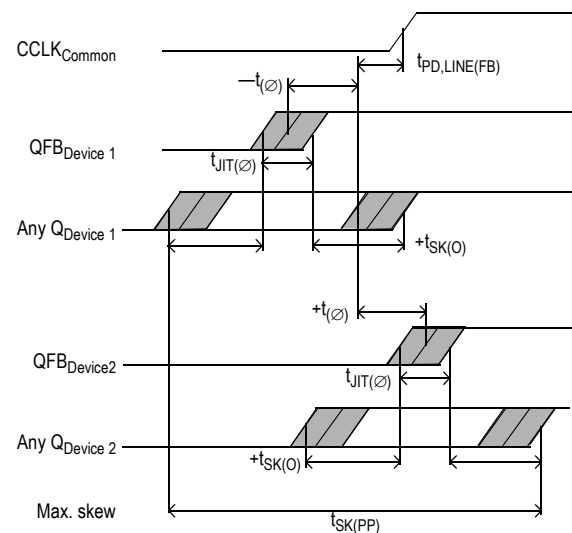 CCLKCommon
tPD,LINE(FB)
—t(∅)
QFBDevice 1
tJIT(∅)
Any QDevice 1
+tSK(O)
+t(∅)
QFBDevice2
tJIT(∅)
Any QDevice 2
+tSK(O)
Max. skew
tSK(PP)